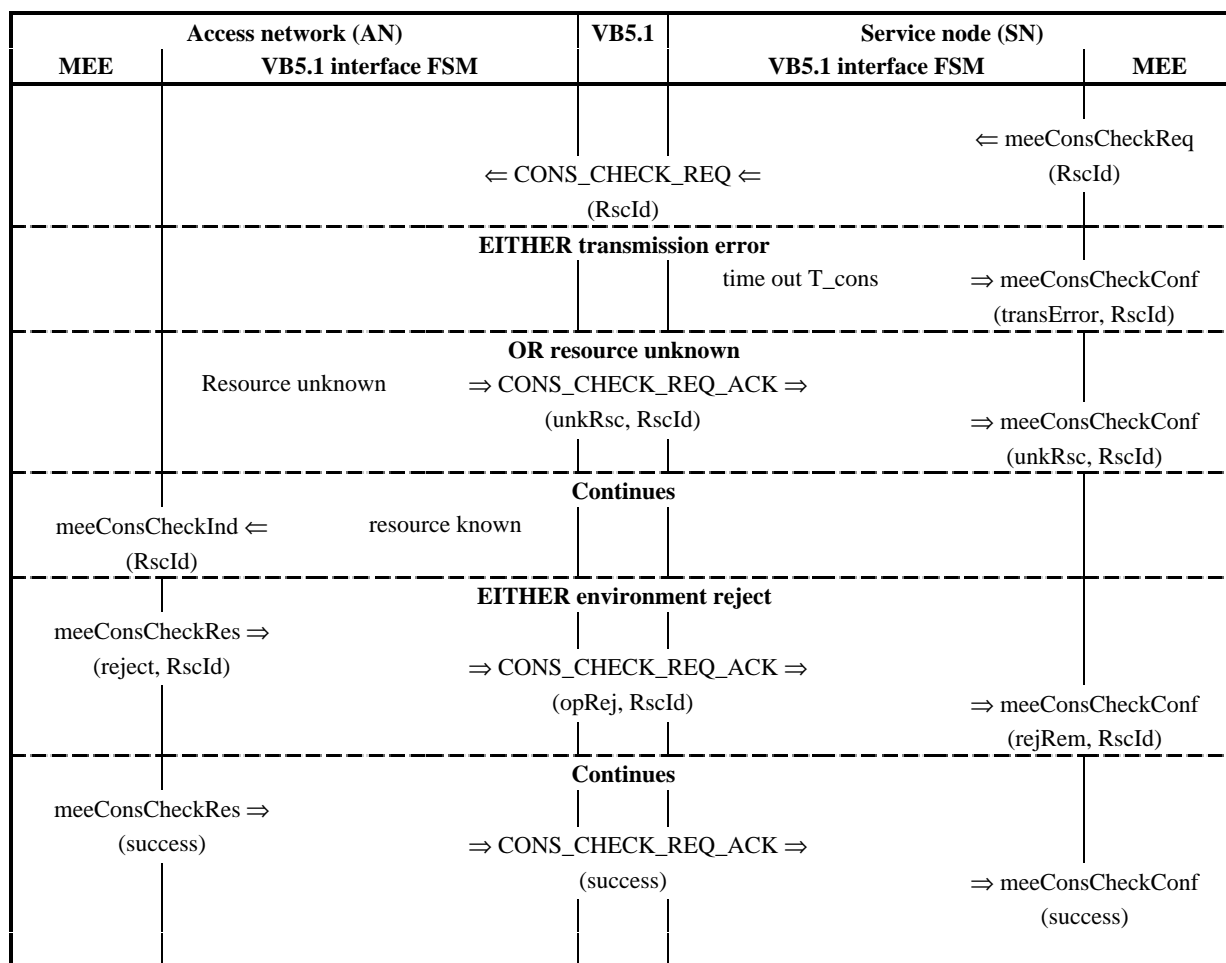 Access network (AN) VB5.1 Service node (SN)
MEE VB5.1 interface FSM VB5.1 interface FSM MEE
⇐ meeConsCheckReq
⇐ CONS_CHECK_REQ ⇐ (RscId)
(RscId)
EITHER transmission error
time out T_cons ⇒ meeConsCheckConf
(transError, RscId)
OR resource unknown
Resource unknown ⇒ CONS_CHECK_REQ_ACK ⇒
(unkRsc, RscId) ⇒ meeConsCheckConf
(unkRsc, RscId)
Continues
meeConsCheckInd ⇐ resource known
(RscId)
EITHER environment reject
meeConsCheckRes ⇒
(reject, RscId) ⇒ CONS_CHECK_REQ_ACK ⇒
(opRej, RscId) ⇒ meeConsCheckConf
(rejRem, RscId)
Continues
meeConsCheckRes ⇒
(success) ⇒ CONS_CHECK_REQ_ACK ⇒
(success) ⇒ meeConsCheckConf
(success)